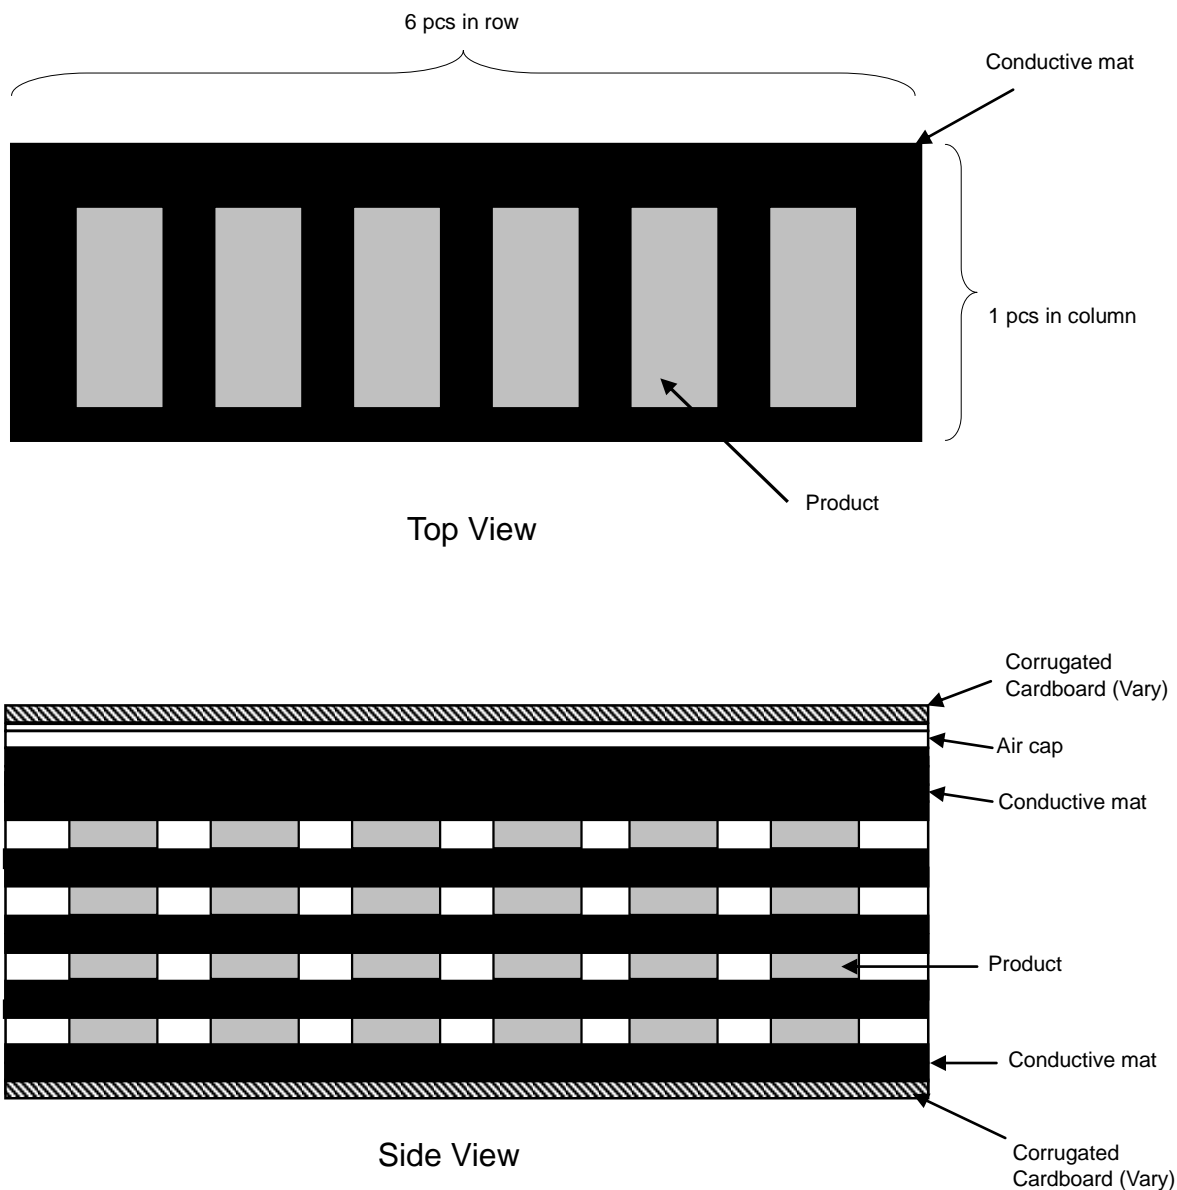 6 pcs in row
Conductive mat
1 pcs in column
Product
Top View
Corrugated
Cardboard (Vary)
Air cap
Conductive mat
Product
Conductive mat
Side View
Corrugated
Cardboard (Vary)